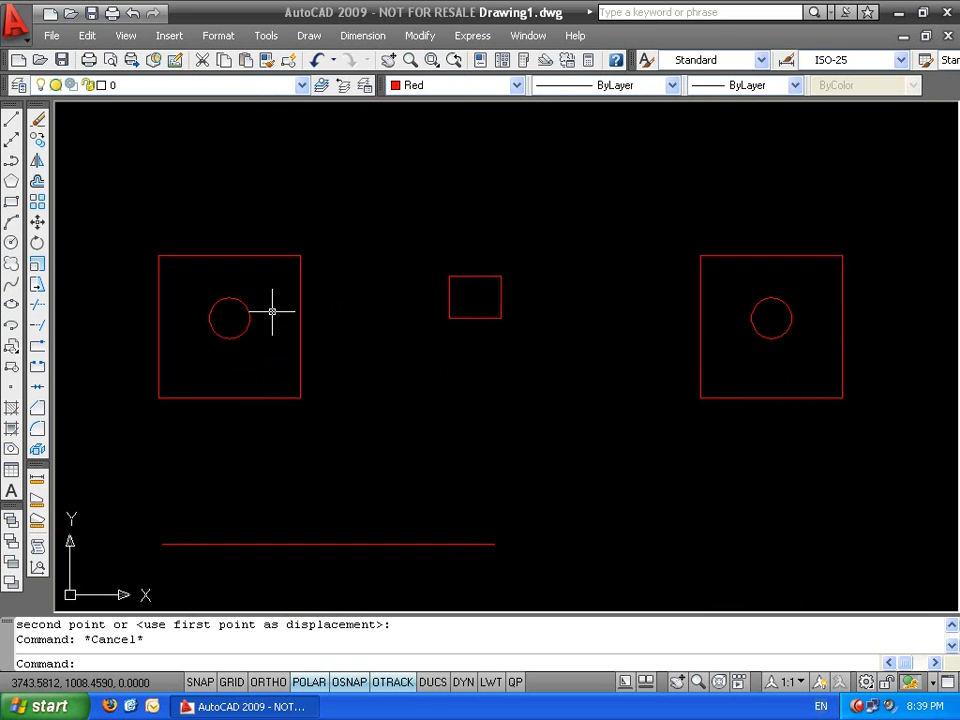 AutoCAD 2009 - NOT FOR RESALE Drawing1.dwg
Type a keyword or phrase
File Edit View Insert Format Tools Draw Dimension Modify Express Window Help
Standard ISO-25
0 Red ByLayer ByLayer ByColor
A
Y
X
second point or <use first point as displacement>:
Command: *Cancel*
Command:
3743.5812, 1008.4590, 0.0000 SNAP GRID ORTHO POLAR OSNAP OTRACK DUCS DYN LWT QP 1:1
start AutoCAD 2009 - NOT... EN 8:39 PM